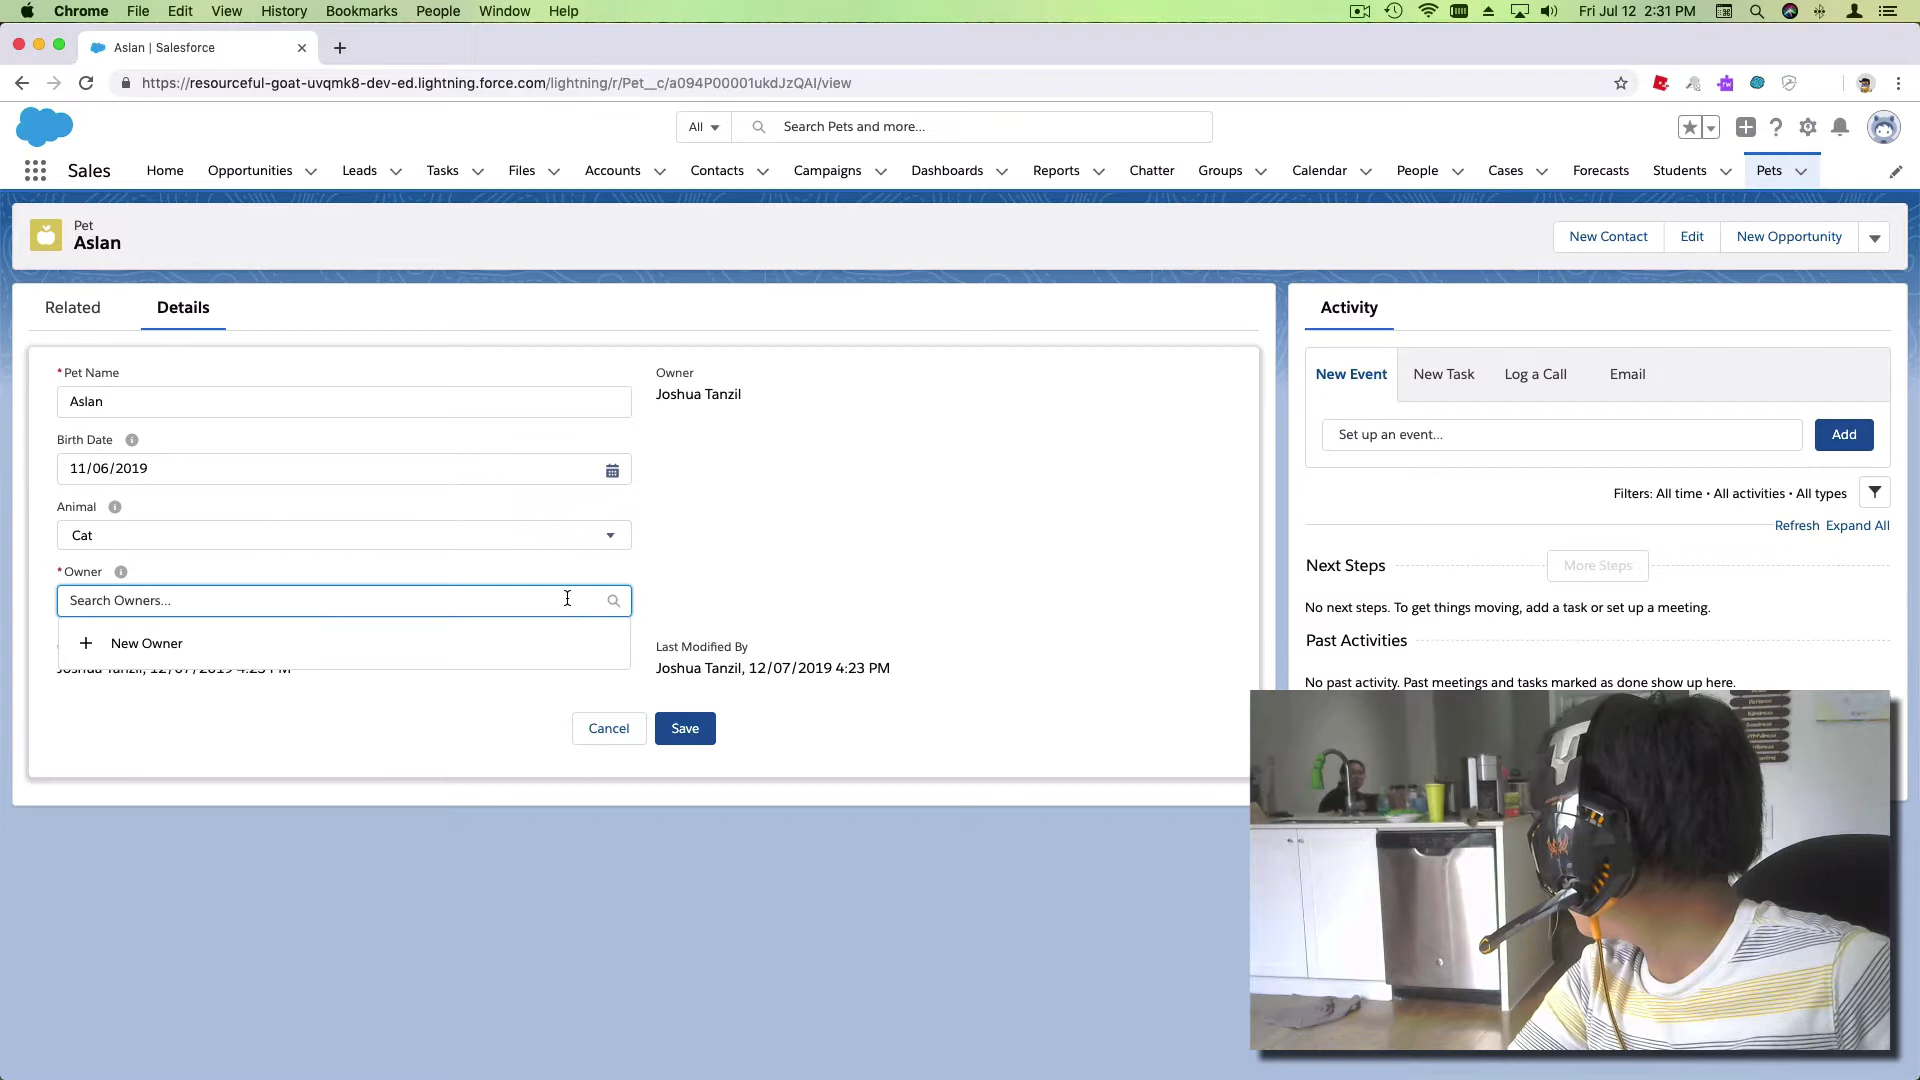 Chrome File Edit View History Bookmarks People Window Help Fri Jul 12 2:31 PM
Aslan | Salesforce
https://resourceful-goat-uvqmk8-dev-ed.lightning.force.com/lightning/r/Pet__c/a094P00001ukdJzQAI/view
All Search Pets and more...
Sales Home Opportunities Leads Tasks Files Accounts Contacts Campaigns Dashboards Reports Chatter Groups Calendar People Cases Forecasts Students Pets
Pet
Aslan
New Contact Edit New Opportunity
Related Details
*Pet Name
Aslan
Birth Date
11/06/2019
Animal
Cat
*Owner
Search Owners...
New Owner
Owner
Joshua Tanzil
Joshua Tanzil, 12/07/2019 4:23 PM
Last Modified By
Joshua Tanzil, 12/07/2019 4:23 PM
Cancel Save
Activity
New Event New Task Log a Call Email
Set up an event... Add
Filters: All time • All activities • All types
Refresh Expand All
Next Steps More Steps
No next steps. To get things moving, add a task or set up a meeting.
Past Activities
No past activity. Past meetings and tasks marked as done show up here.